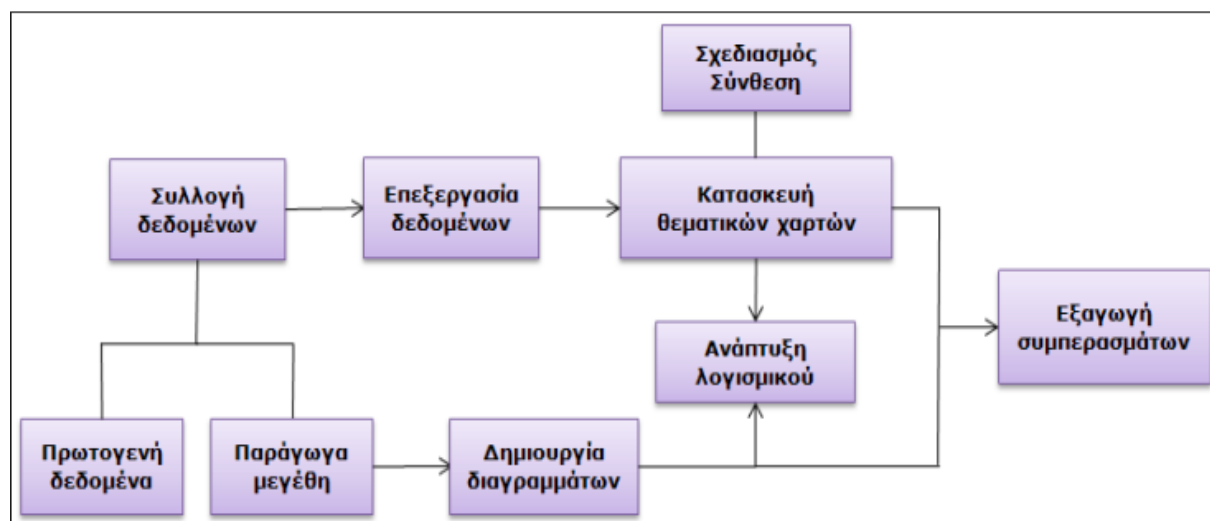 Σχεδιασμός
Σύνθεση
Συλλογή
δεδομένων
Επεξεργασία
δεδομένων
Κατασκευή
θεματικών χαρτών
Εξαγωγή
συμπερασμάτων
Ανάπτυξη
λογισμικού
Πρωτογενή
δεδομένα
Παράγωγα
μεγέθη
Δημιουργία
διαγραμμάτων